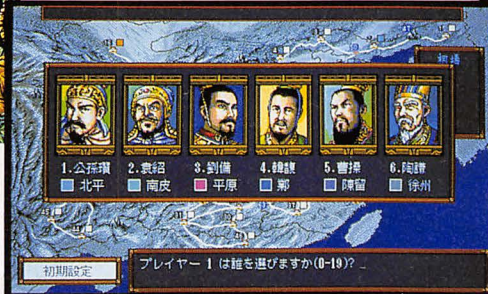 1.公孫瓚 2.袁紹 3.劉備 4.韓馥 5.曹操 6.陶謙
北平 南皮 平原 鄴 陳留 徐州
初期設定
プレイヤー 1 は誰を選びますか(0-19)?